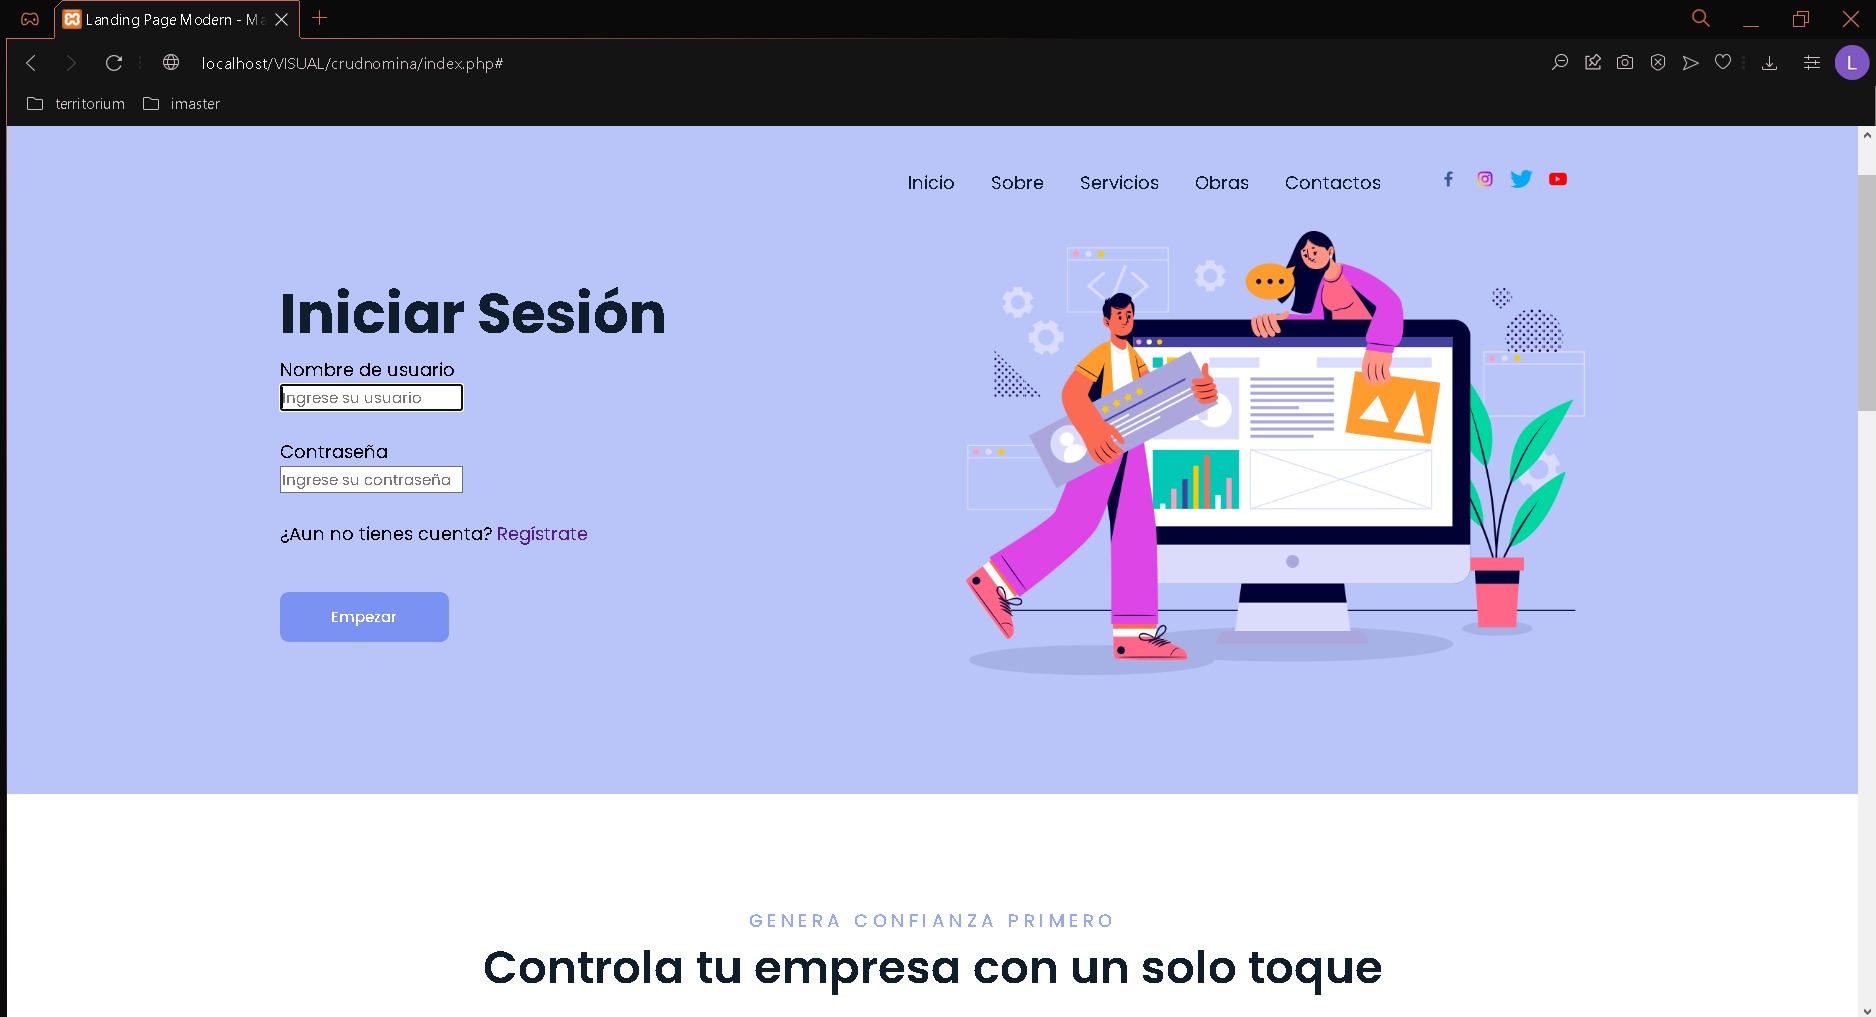 Landing Page Modern - Ma
localhost/VISUAL/crudnomina/index.php#
L
territorium imaster
Inicio Sobre Servicios Obras Contactos
Iniciar Sesión
Nombre de usuario
Ingrese su usuario
Contraseña
Ingrese su contraseña
¿Aun no tienes cuenta? Regístrate
Empezar
GENERA CONFIANZA PRIMERO
Controla tu empresa con un solo toque